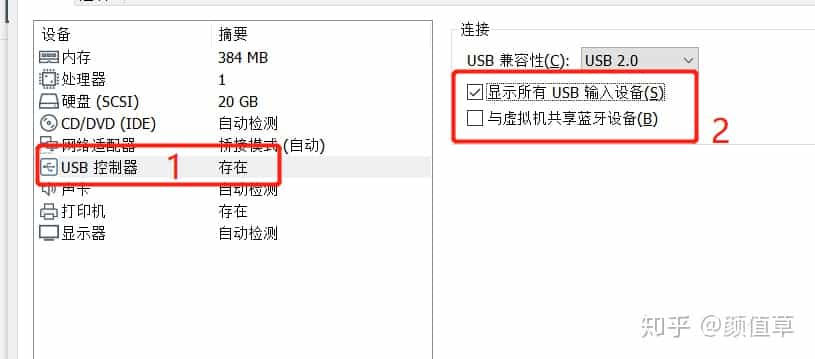 设备 摘要
内存 384 MB
处理器 1
硬盘 (SCSI) 20 GB
CD/DVD (IDE) 自动检测
网络适配器 桥接模式 (自动)
USB 控制器 1 存在
声卡 自动检测
打印机 存在
显示器 自动检测
连接
USB 兼容性(C): USB 2.0
显示所有 USB 输入设备(S)
与虚拟机共享蓝牙设备(B)
2
知乎 @颜值草